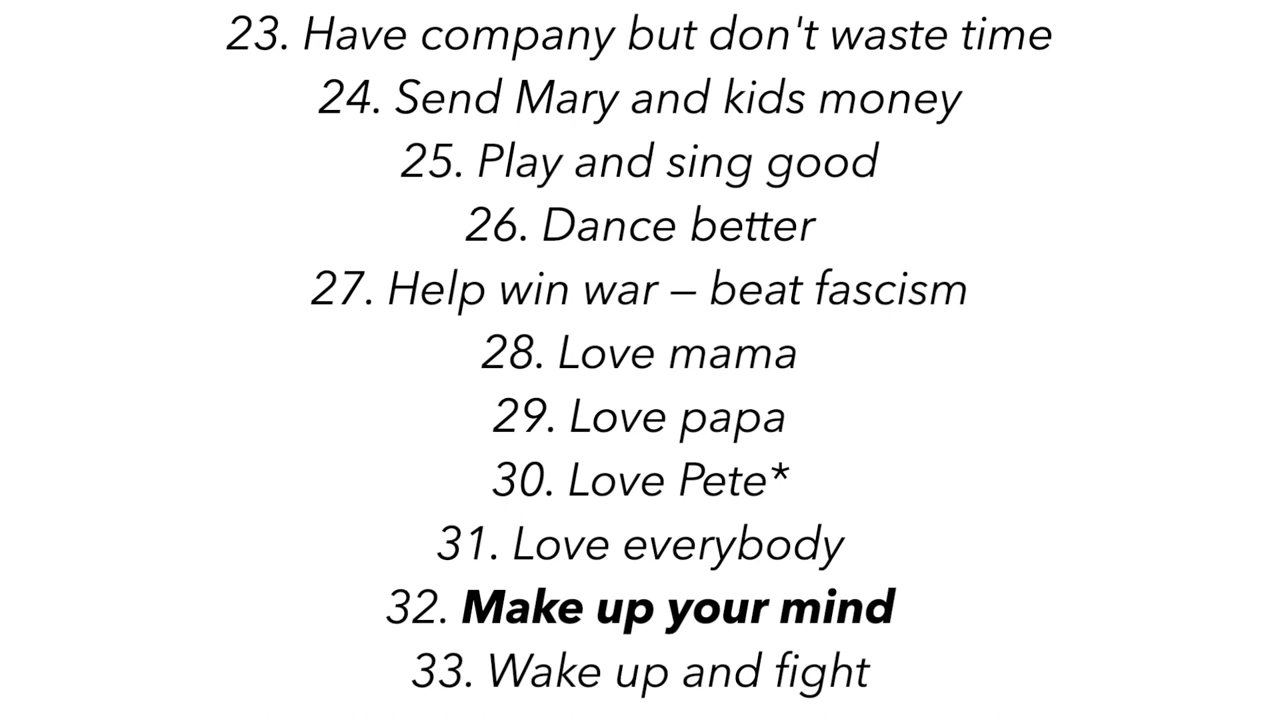 23. Have company but don't waste time
24. Send Mary and kids money
25. Play and sing good
26. Dance better
27. Help win war – beat fascism
28. Love mama
29. Love papa
30. Love Pete*
31. Love everybody
32. Make up your mind
33. Wake up and fight